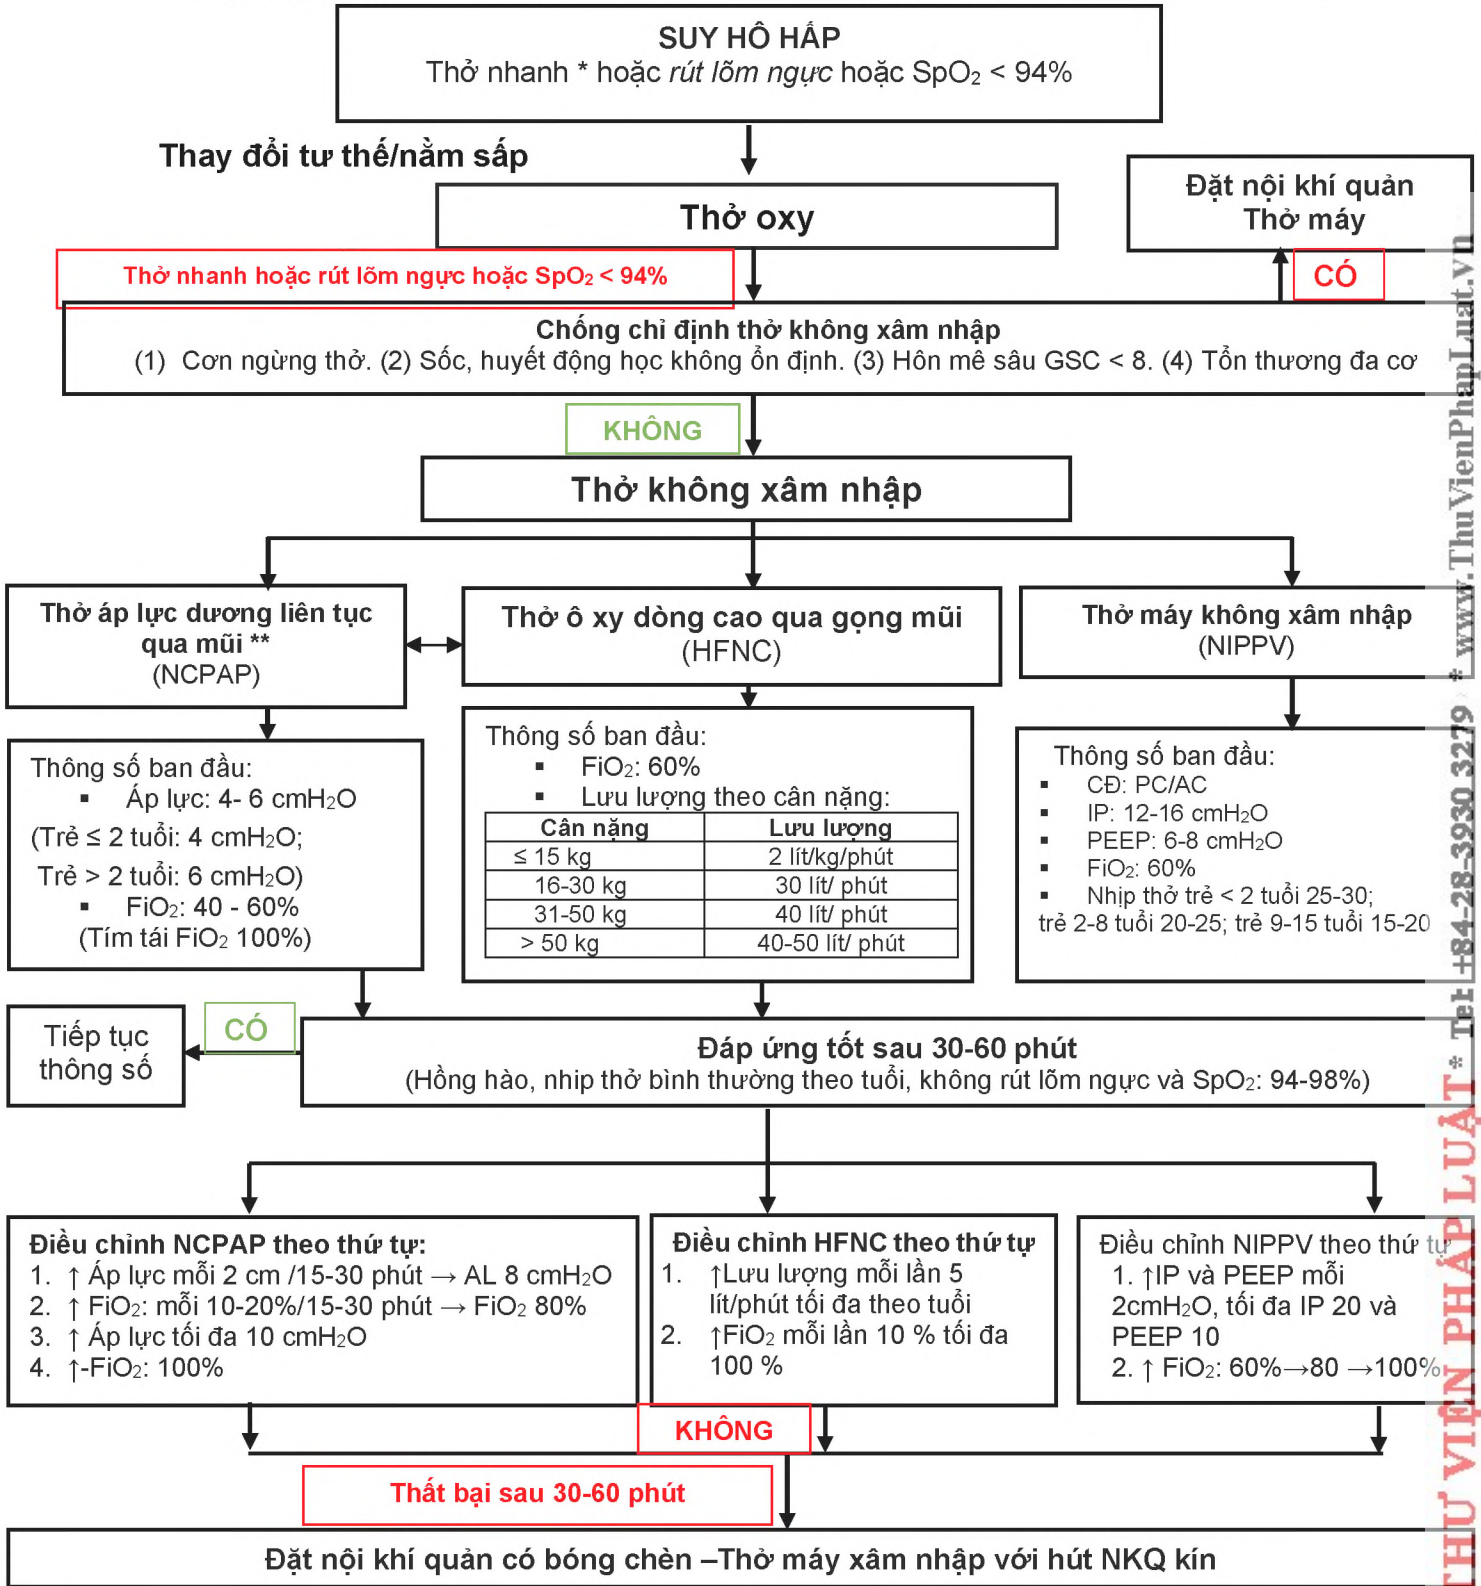 SUY HÔ HẤP
Thở nhanh * hoặc rút lõm ngực hoặc SpO₂ < 94%
Thay đổi tư thế/nằm sấp
Thở oxy
Đặt nội khí quản
Thở máy
Thở nhanh hoặc rút lõm ngực hoặc SpO₂ < 94%
CÓ
Chống chỉ định thở không xâm nhập
(1) Cơn ngừng thở. (2) Sốc, huyết động học không ổn định. (3) Hôn mê sâu GSC < 8. (4) Tổn thương đa cơ
KHÔNG
Thở không xâm nhập
Thở áp lực dương liên tục
qua mũi **
(NCPAP)
Thở ô xy dòng cao qua gọng mũi
(HFNC)
Thở máy không xâm nhập
(NIPPV)
Thông số ban đầu:
▪ Áp lực: 4- 6 cmH₂O
(Trẻ ≤ 2 tuổi: 4 cmH₂O;
Trẻ > 2 tuổi: 6 cmH₂O)
▪ FiO₂: 40 - 60%
(Tím tái FiO₂ 100%)
Thông số ban đầu:
▪ FiO₂: 60%
▪ Lưu lượng theo cân nặng:
Cân nặng Lưu lượng
≤ 15 kg 2 lít/kg/phút
16-30 kg 30 lít/ phút
31-50 kg 40 lít/ phút
> 50 kg 40-50 lít/ phút
Thông số ban đầu:
▪ CĐ: PC/AC
▪ IP: 12-16 cmH₂O
▪ PEEP: 6-8 cmH₂O
▪ FiO₂: 60%
▪ Nhịp thở trẻ < 2 tuổi 25-30;
trẻ 2-8 tuổi 20-25; trẻ 9-15 tuổi 15-20
Tiếp tục
thông số
CÓ
Đáp ứng tốt sau 30-60 phút
(Hồng hào, nhip thở bình thường theo tuổi, không rút lõm ngực và SpO₂: 94-98%)
Điều chỉnh NCPAP theo thứ tự:
1. ↑ Áp lực mỗi 2 cm /15-30 phút → AL 8 cmH₂O
2. ↑ FiO₂: mỗi 10-20%/15-30 phút → FiO₂ 80%
3. ↑ Áp lực tối đa 10 cmH₂O
4. ↑-FiO₂: 100%
Điều chỉnh HFNC theo thứ tự
1. ↑Lưu lượng mỗi lần 5
lít/phút tối đa theo tuổi
2. ↑FiO₂ mỗi lần 10 % tối đa
100 %
Điều chỉnh NIPPV theo thứ tự
1. ↑IP và PEEP mỗi
2cmH₂O, tối đa IP 20 và
PEEP 10
2. ↑ FiO₂: 60%→80 →100%
KHÔNG
Thất bại sau 30-60 phút
Đặt nội khí quản có bóng chèn –Thở máy xâm nhập với hút NKQ kín
THƯ VIỆN PHÁP LUẬT * Tel: +84-28-3930 3279 * www.ThuVienPhapLuat.vn